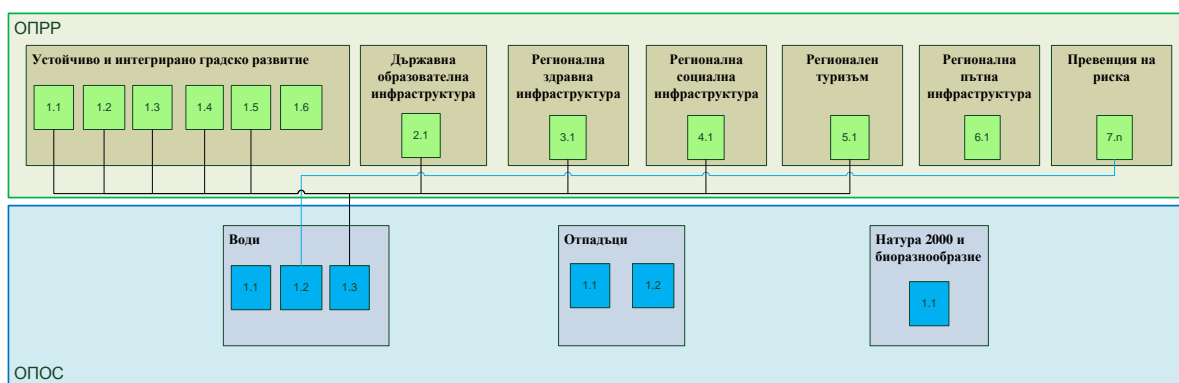 ОПРР
Устойчиво и интегрирано градско развитие
1.1
1.2
1.3
1.4
1.5
1.6
Държавна
образователна
инфраструктура
2.1
Регионална
здравна
инфраструктура
3.1
Регионална
социална
инфраструктура
4.1
Регионален
туризъм
5.1
Регионална
пътна
инфраструктура
6.1
Превенция на
риска
7.n
Води
1.1
1.2
1.3
Отпадъци
1.1
1.2
Натура 2000 и
биоразнообразие
1.1
ОПОС